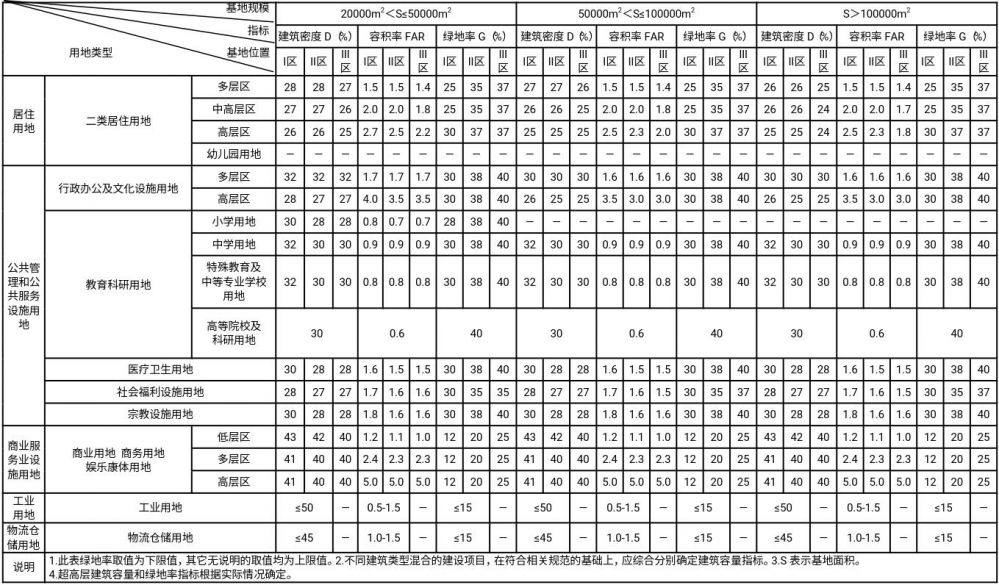 基地规模 20000m²＜S≤50000m² 50000m²＜S≤100000m² S＞100000m²
指标 建筑密度 D（%） 容积率 FAR 绿地率 G（%） 建筑密度 D（%） 容积率 FAR 绿地率 G（%） 建筑密度 D（%） 容积率 FAR 绿地率 G（%）
用地类型 基地位置 I区 II区 III区 I区 II区 III区 I区 II区 III区 I区 II区 III区 I区 II区 III区 I区 II区 III区 I区 II区 III区 I区 II区 III区 I区 II区 III区
居住用地 二类居住用地 多层区 28 28 27 1.5 1.5 1.4 25 35 37 27 27 26 1.5 1.5 1.4 25 35 37 26 26 25 1.5 1.5 1.4 25 35 37
中高层区 27 27 26 2.0 2.0 1.8 25 35 37 26 26 25 2.0 2.0 1.8 25 35 37 26 26 24 2.0 2.0 1.7 25 35 37
高层区 26 26 25 2.7 2.5 2.2 30 37 37 25 25 25 2.5 2.3 2.0 30 37 37 25 25 24 2.5 2.3 1.8 30 37 37
幼儿园用地 － － － － － － － － － － － － － － － － － － － － － － － － － － －
公共管理和公共服务设施用地 行政办公及文化设施用地 多层区 32 32 32 1.7 1.7 1.7 30 38 40 30 30 30 1.6 1.6 1.6 30 38 40 30 30 30 1.6 1.6 1.6 30 38 40
高层区 28 27 27 4.0 3.5 3.5 30 38 40 26 25 25 3.5 3.0 3.0 30 38 40 26 25 25 3.5 3.0 3.0 30 38 40
教育科研用地 小学用地 30 28 28 0.8 0.7 0.7 28 38 40 － － － － － － － － － － － － － － － － － －
中学用地 32 30 30 0.9 0.9 0.9 30 38 40 32 30 30 0.9 0.9 0.9 30 38 40 32 30 30 0.9 0.9 0.9 30 38 40
特殊教育及中等专业学校用地 32 30 30 0.8 0.8 0.8 30 38 40 32 30 30 0.8 0.8 0.8 30 38 40 32 30 30 0.8 0.8 0.8 30 38 40
高等院校及科研用地 30 0.6 40 30 0.6 40 30 0.6 40
医疗卫生用地 30 28 28 1.6 1.5 1.5 30 38 40 30 28 28 1.6 1.5 1.5 30 38 40 30 28 28 1.6 1.5 1.5 30 38 40
社会福利设施用地 28 27 27 1.7 1.6 1.6 30 35 35 28 27 27 1.7 1.6 1.6 30 35 37 28 27 27 1.7 1.6 1.6 30 35 37
宗教设施用地 30 28 28 1.8 1.6 1.6 30 38 40 30 28 28 1.8 1.6 1.6 30 38 40 30 28 28 1.8 1.6 1.6 30 38 40
商业服务业设施用地 商业用地 商务用地 娱乐康体用地 低层区 43 42 40 1.2 1.1 1.0 12 20 25 43 42 40 1.2 1.1 1.0 12 20 25 43 42 40 1.2 1.1 1.0 12 20 25
多层区 41 40 40 2.4 2.3 2.3 12 20 25 41 40 40 2.4 2.3 2.3 12 20 25 41 40 40 2.4 2.3 2.3 12 20 25
高层区 41 40 40 5.0 5.0 5.0 12 20 25 41 40 40 5.0 5.0 5.0 12 20 25 41 40 40 5.0 5.0 5.0 12 20 25
工业用地 工业用地 ≤50 － 0.5-1.5 － ≤15 － ≤50 － 0.5-1.5 － ≤15 － ≤50 － 0.5-1.5 － ≤15 －
物流仓储用地 物流仓储用地 ≤45 － 1.0-1.5 － ≤15 － ≤45 － 1.0-1.5 － ≤15 － ≤45 － 1.0-1.5 － ≤15 －
说明 1.此表绿地率取值为下限值，其它无说明的取值均为上限值。2.不同建筑类型混合的建设项目，在符合相关规范的基础上，应综合分别确定建筑容量指标。3.S 表示基地面积。
4.超高层建筑容量和绿地率指标根据实际情况确定。